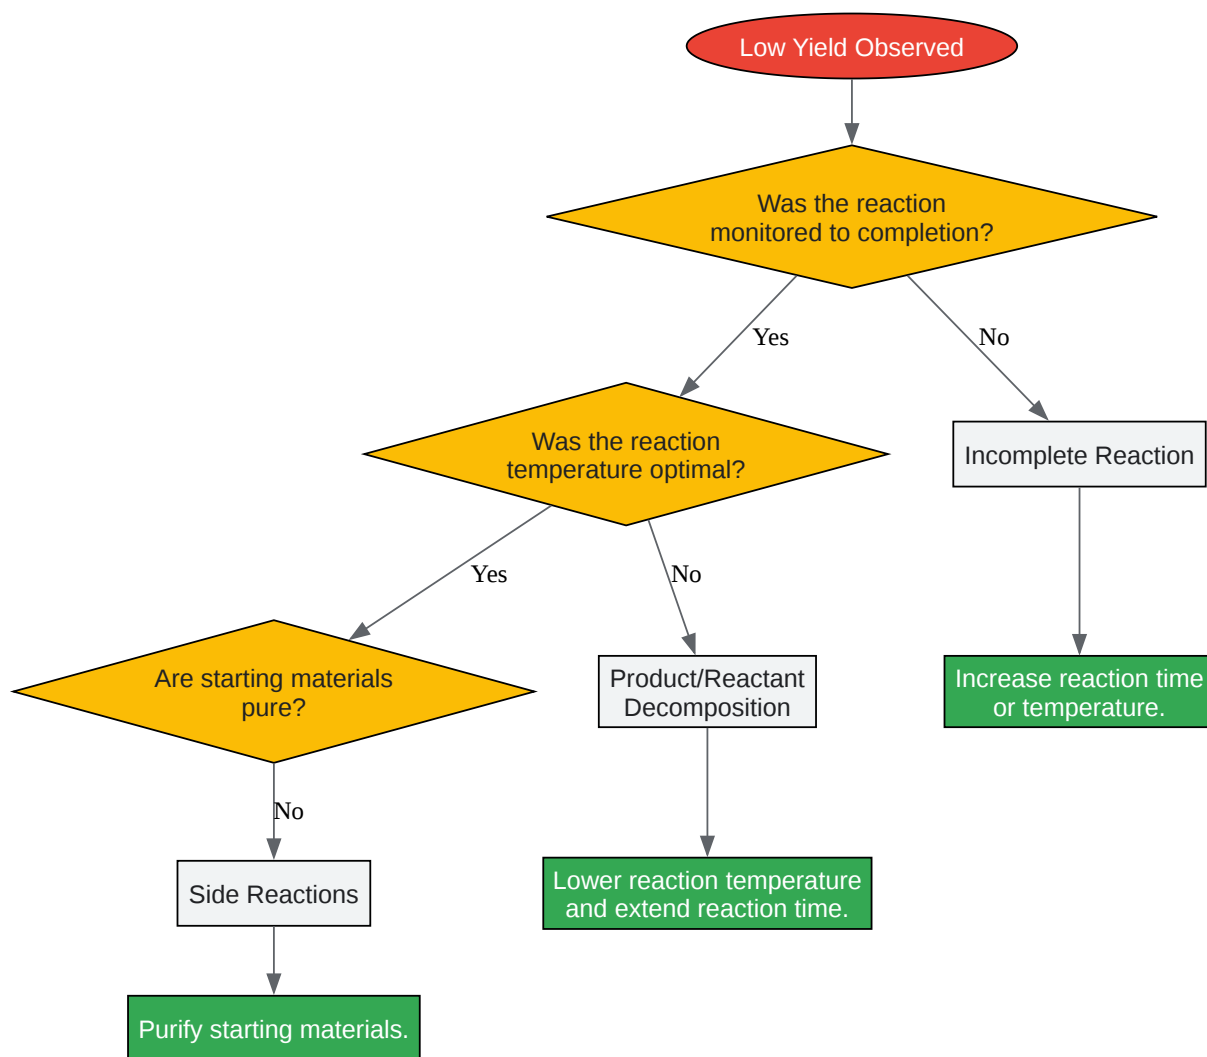 Low Yield Observed
Was the reaction
monitored to completion?
Yes
No
Was the reaction
temperature optimal?
Incomplete Reaction
Yes
No
Are starting materials
pure?
Product/Reactant
Decomposition
Increase reaction time
or temperature.
No
Side Reactions
Lower reaction temperature
and extend reaction time.
Purify starting materials.